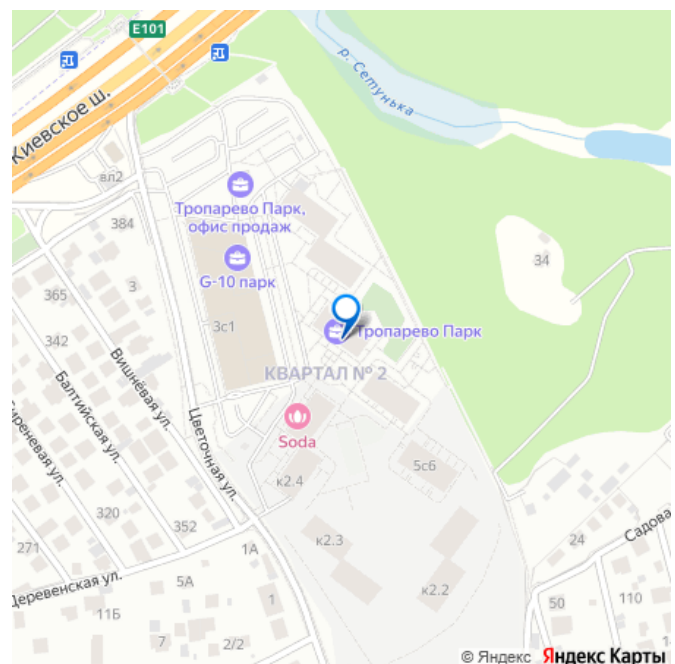 E101
Киевское ш.
р. Сетунька
вл2
384
Тропарево Парк,
офис продаж
G-10 парк
34
365
3
3с1
Тропарево Парк
342
КВАРТАЛ № 2
Вишнёвая ул.
Балтийская ул.
Сиреневая ул.
Цветочная ул.
Soda
5с6
к2.4
320
352
24
Садова
271
1А
к2.3
Деревенская ул.
5А
к2.2
11Б
1
50
110
7
2/2
© Яндекс Яндекс Карты